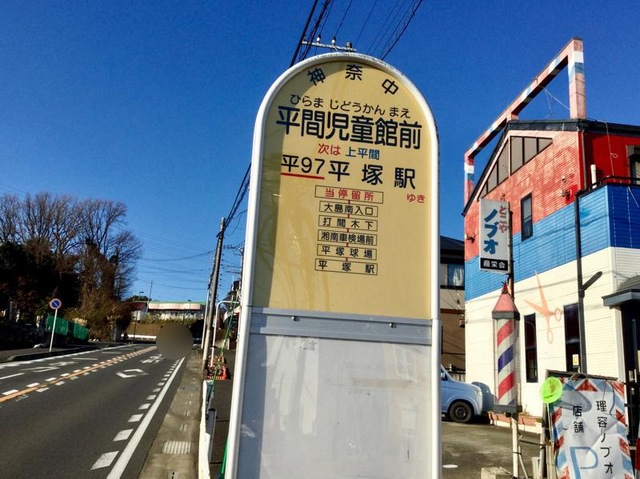 神奈中
ひらま じどうかん まえ
平間児童館前
次は 上平間
平97 平塚駅
ゆき
当停留所
大島南入口
打間木下
湘南車検場前
平塚球場
平塚駅
とこや
ノブオ
理容ノブオ
店舗
P